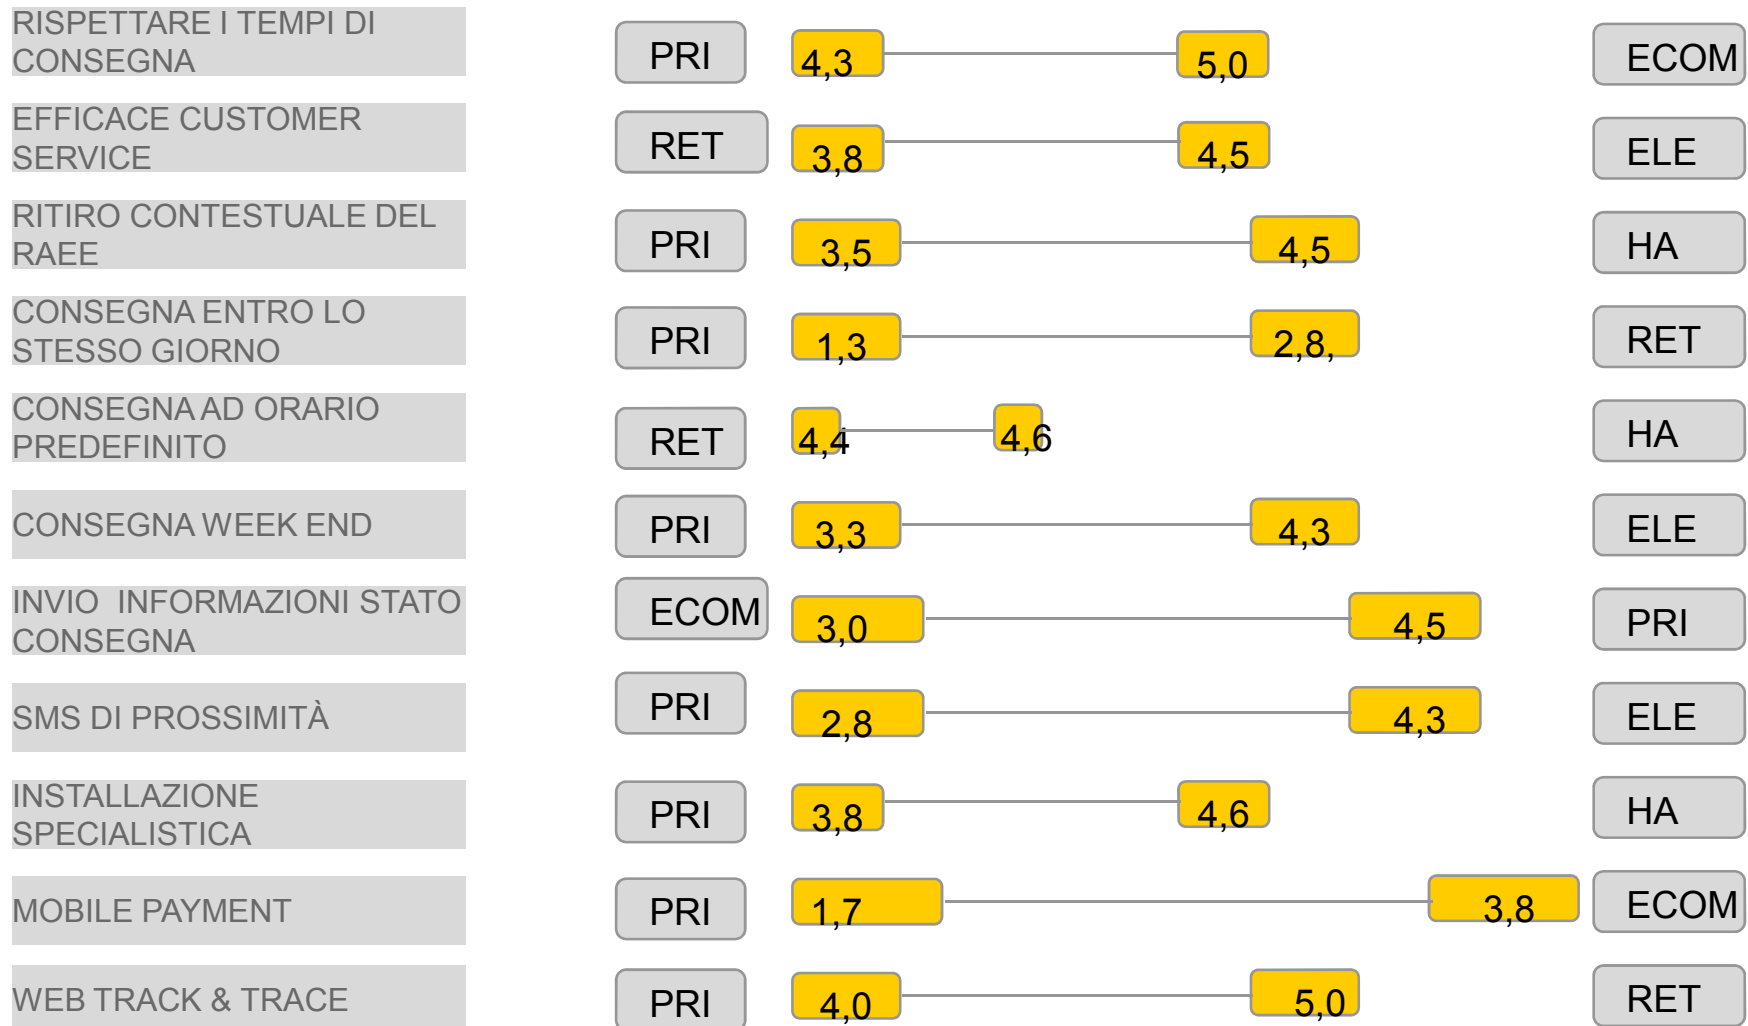 RISPETTARE I TEMPI DI
CONSEGNA
PRI
4,3
5,0
ECOM
EFFICACE CUSTOMER
SERVICE
RET
3,8
4,5
ELE
RITIRO CONTESTUALE DEL
RAEE
PRI
3,5
4,5
HA
CONSEGNA ENTRO LO
STESSO GIORNO
PRI
1,3
2,8,
RET
CONSEGNA AD ORARIO
PREDEFINITO
RET
4,4
4,6
HA
CONSEGNA WEEK END
PRI
3,3
4,3
ELE
INVIO  INFORMAZIONI STATO
CONSEGNA
ECOM
3,0
4,5
PRI
SMS DI PROSSIMITÀ
PRI
2,8
4,3
ELE
INSTALLAZIONE
SPECIALISTICA
PRI
3,8
4,6
HA
MOBILE PAYMENT
PRI
1,7
3,8
ECOM
WEB TRACK & TRACE
PRI
4,0
5,0
RET